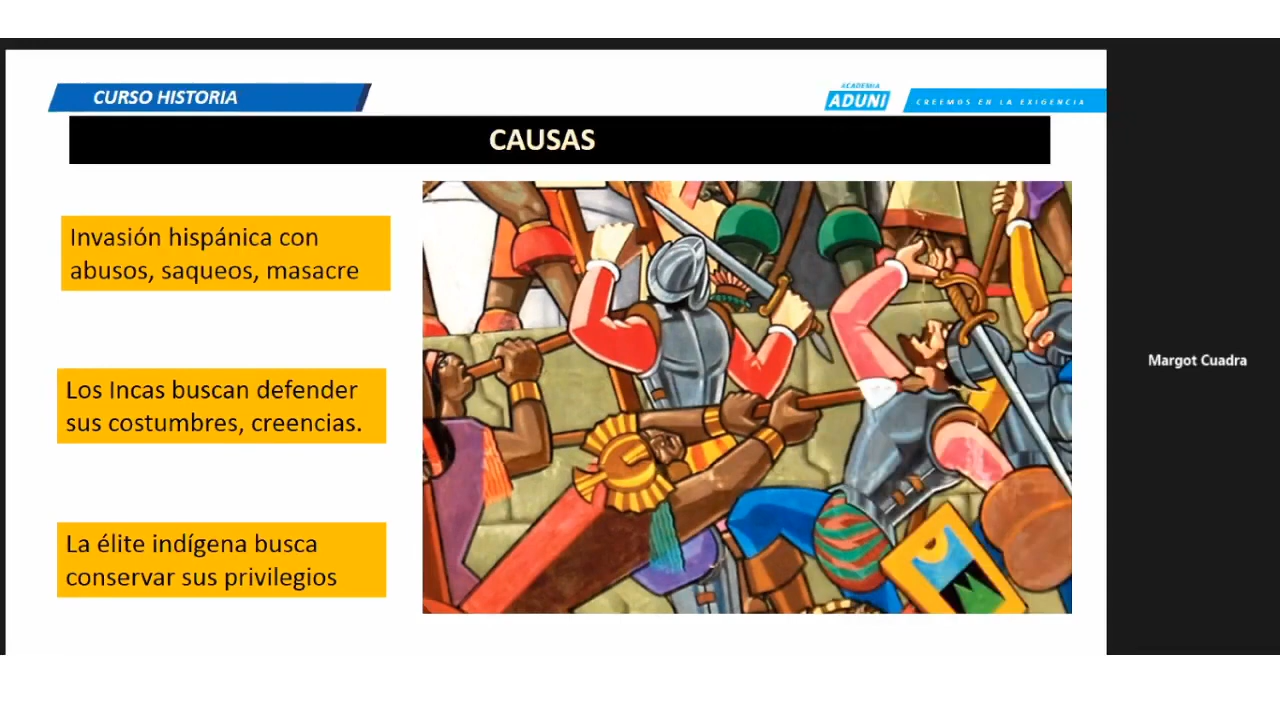 CURSO HISTORIA
ACADEMIA
ADUNI
CREEMOS EN LA EXIGENCIA
CAUSAS
Invasión hispánica con
abusos, saqueos, masacre
Los Incas buscan defender
sus costumbres, creencias.
La élite indígena busca
conservar sus privilegios
Margot Cuadra